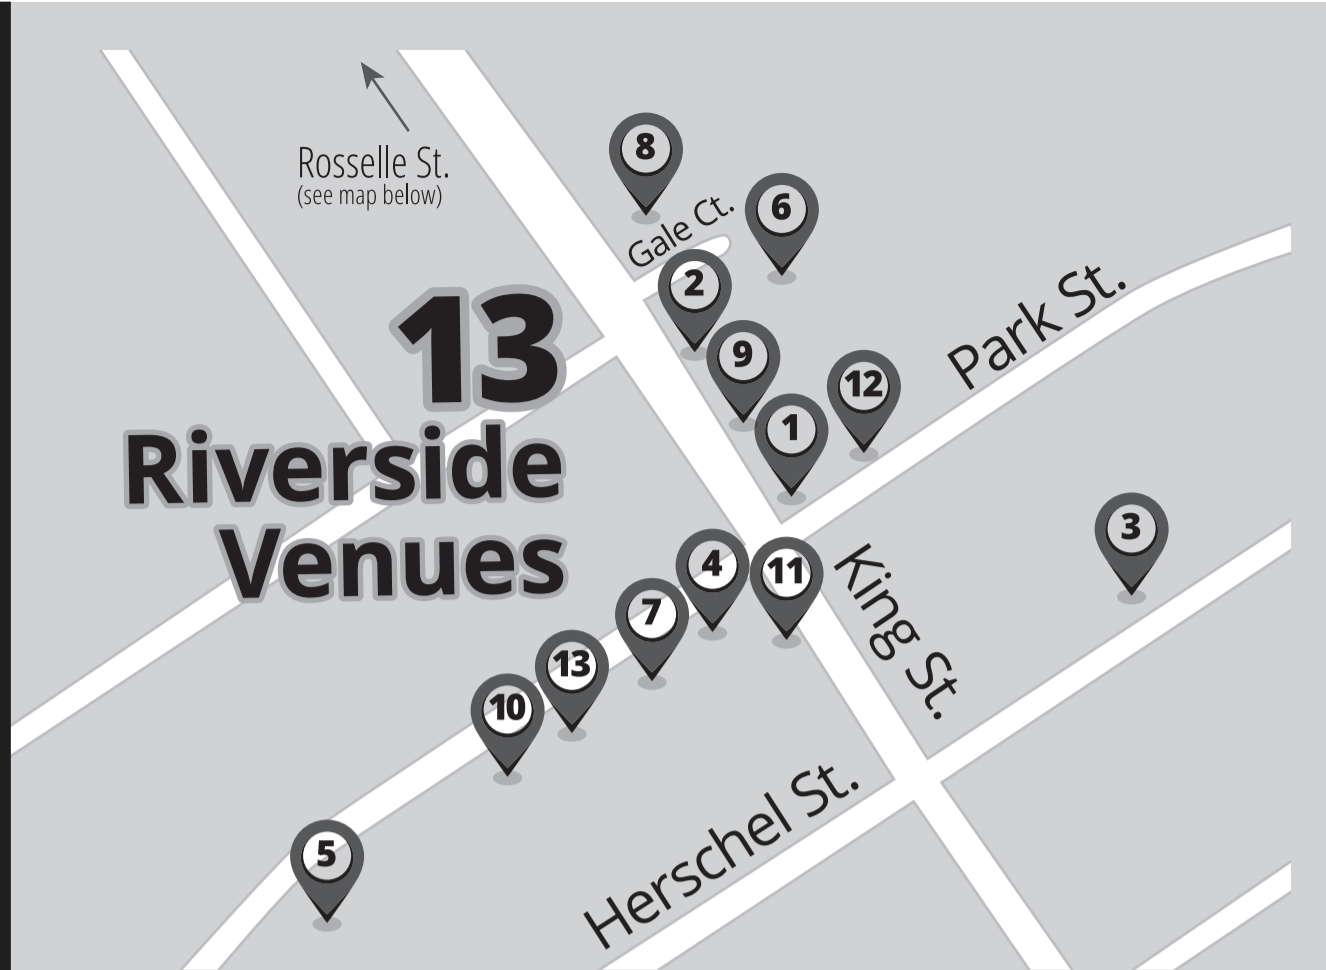 Rosselle St.
(see map below)
8
6
Gale Ct.
2
9
12
1
Park St.
13
Riverside
Venues
3
4
11
7
13
10
King St.
Herschel St.
5